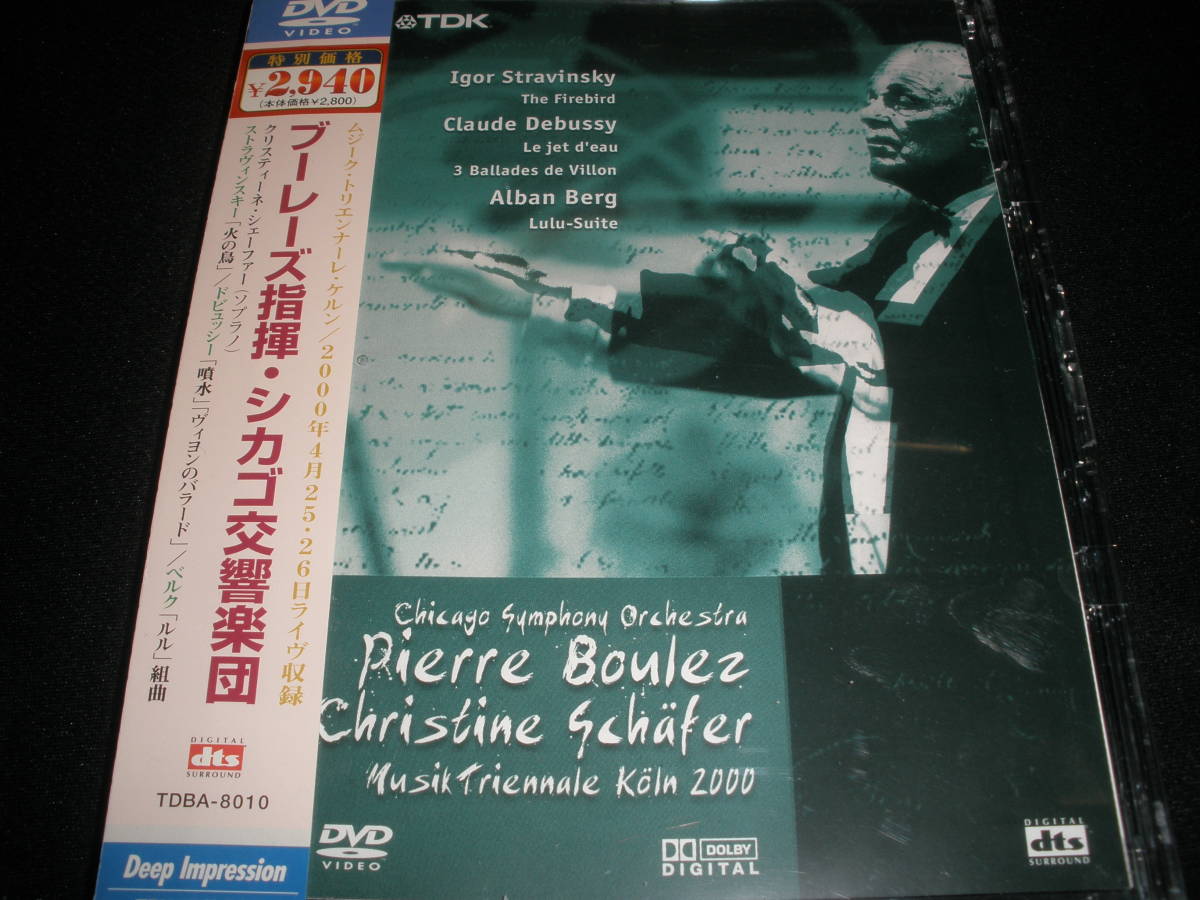 DVD
VIDEO
特別価格
¥2,940
(本体価格¥2,800)
ムジーク・トリエンナーレ・ケルン/2000年4月25・26日ライヴ収録
ブーレーズ指揮・シカゴ交響楽団
クリスティーネ・シェーファー(ソプラノ)
ストラヴィンスキー「火の鳥」/ドビュッシー「噴水」「ヴィヨンのバラード」/ベルク「ルル」組曲
DIGITAL
dts
SURROUND
TDBA-8010
Deep Impression
TDK
Igor Stravinsky
The Firebird
Claude Debussy
Le jet d'eau
3 Ballades de Villon
Alban Berg
Lulu-Suite
®
Chicago Symphony Orchestra
Pierre Boulez
Christine Schäfer
MusikTriennale Köln 2000
DVD
VIDEO
DOLBY
DIGITAL
DIGITAL
dts
SURROUND